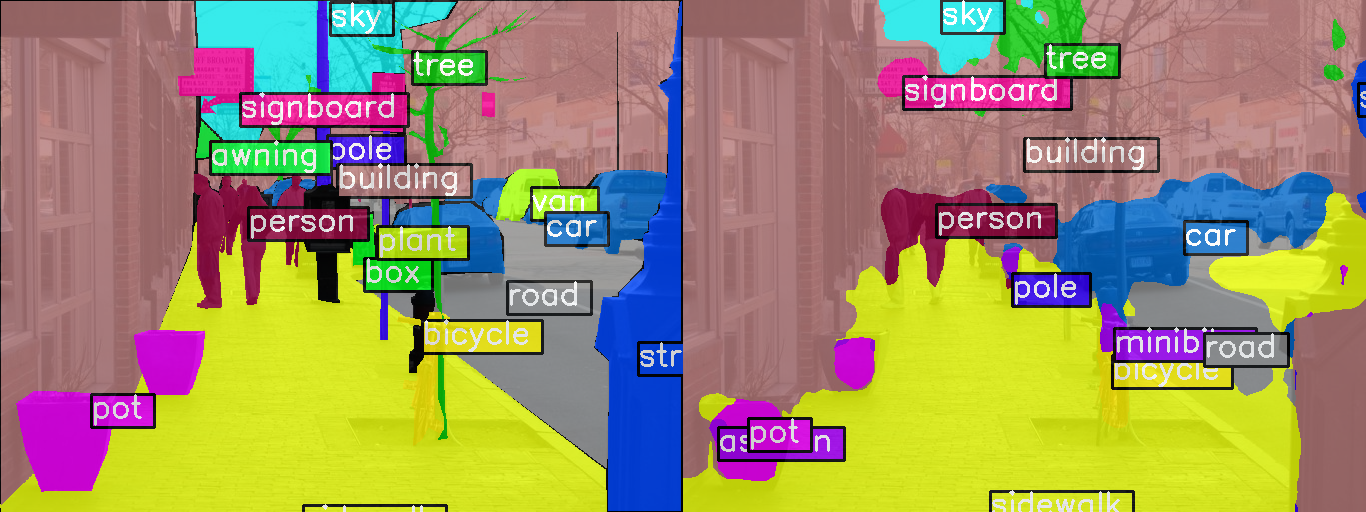 sky
tree
signboard
awning
pole
building
person
van
car
plant
box
road
bicycle
str
pot
sky
tree
signboard
building
person
car
pole
minib
road
bicycle
pot
sidewalk